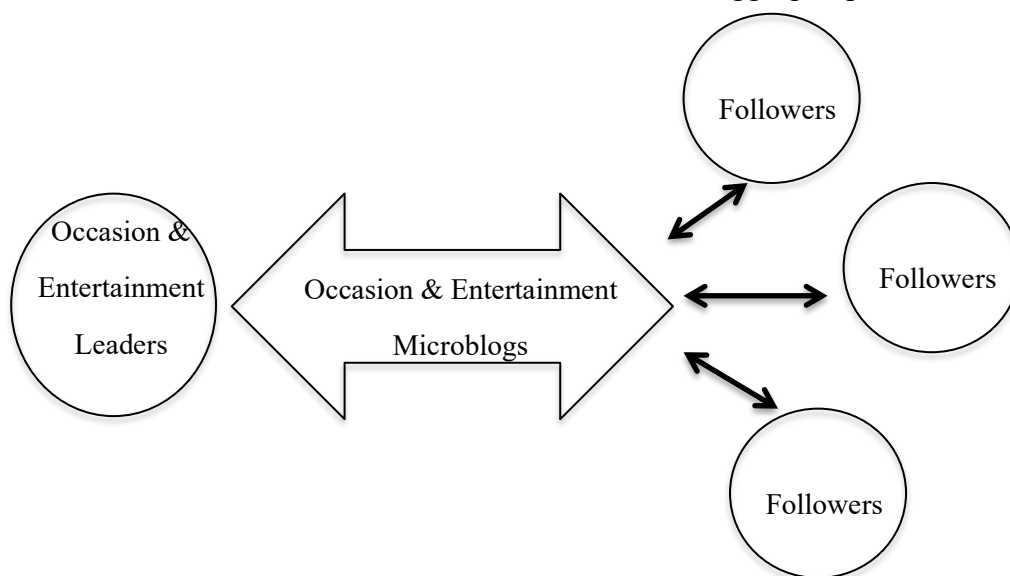 Followers
Occasion &
Entertainment
Leaders
Occasion & Entertainment
Microblogs
Followers
Followers